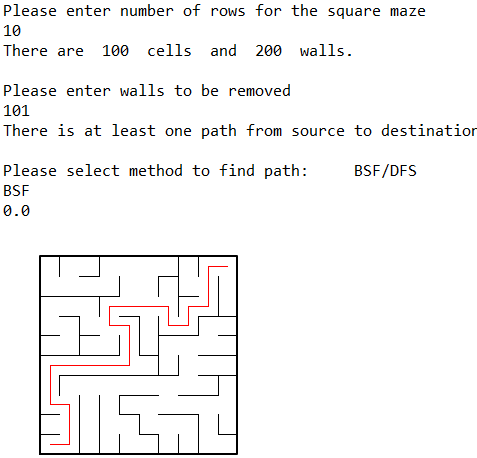 Please enter number of rows for the square maze
10
There are  100  cells  and  200  walls.
Please enter walls to be removed
101
There is at least one path from source to destination
Please select method to find path:     BSF/DFS
BSF
0.0